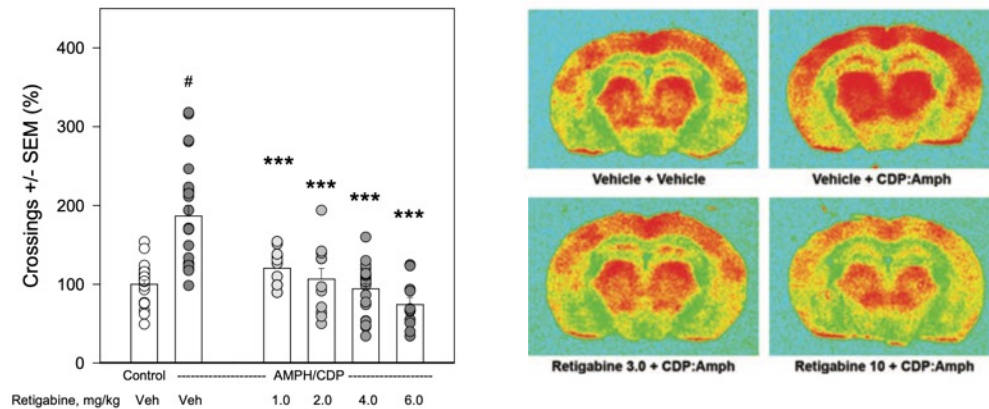 400
#
300
Crossings +/- SEM (%)
***
***
***
***
200
100
0
Control ------------------------ AMPH/CDP ------------------------
Retigabine, mg/kg Veh Veh 1.0 2.0 4.0 6.0
Vehicle + Vehicle
Vehicle + CDP:Amph
Retigabine 3.0 + CDP:Amph
Retigabine 10 + CDP:Amph